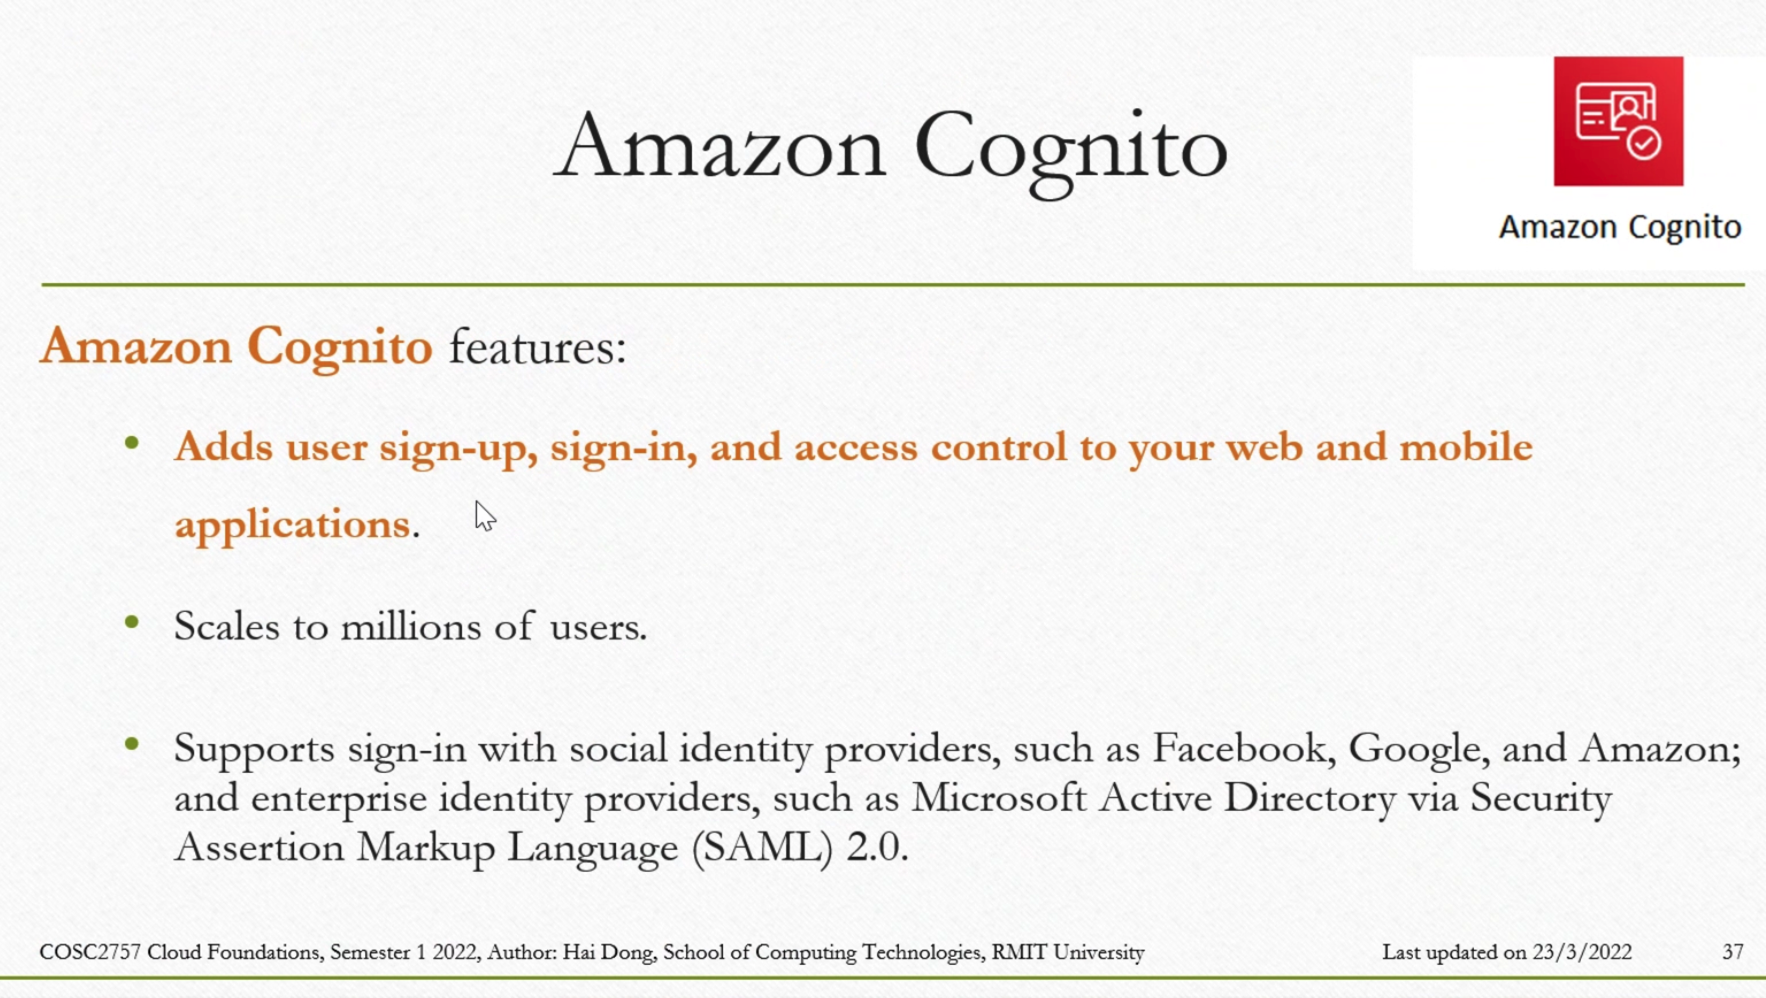 Amazon Cognito
Amazon Cognito
Amazon Cognito features:
• Adds user sign-up, sign-in, and access control to your web and mobile
applications.
• Scales to millions of users.
• Supports sign-in with social identity providers, such as Facebook, Google, and Amazon;
and enterprise identity providers, such as Microsoft Active Directory via Security
Assertion Markup Language (SAML) 2.0.
COSC2757 Cloud Foundations, Semester 1 2022, Author: Hai Dong, School of Computing Technologies, RMIT University
Last updated on 23/3/2022
37